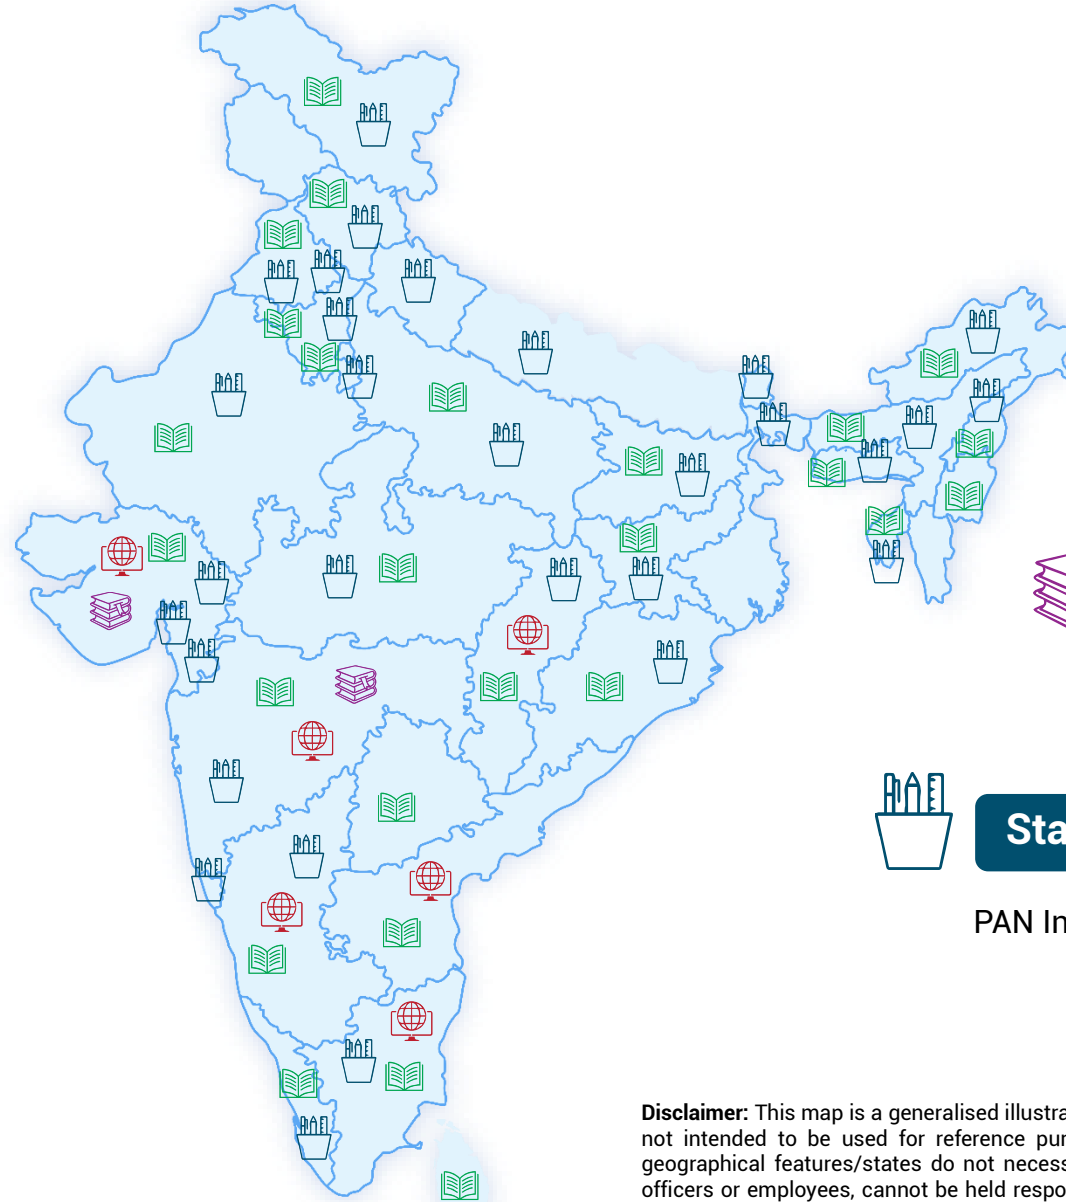 Sta
PAN In
Disclaimer: This map is a generalised illustra
not intended to be used for reference pur
geographical features/states do not necess
officers or employees, cannot be held respo